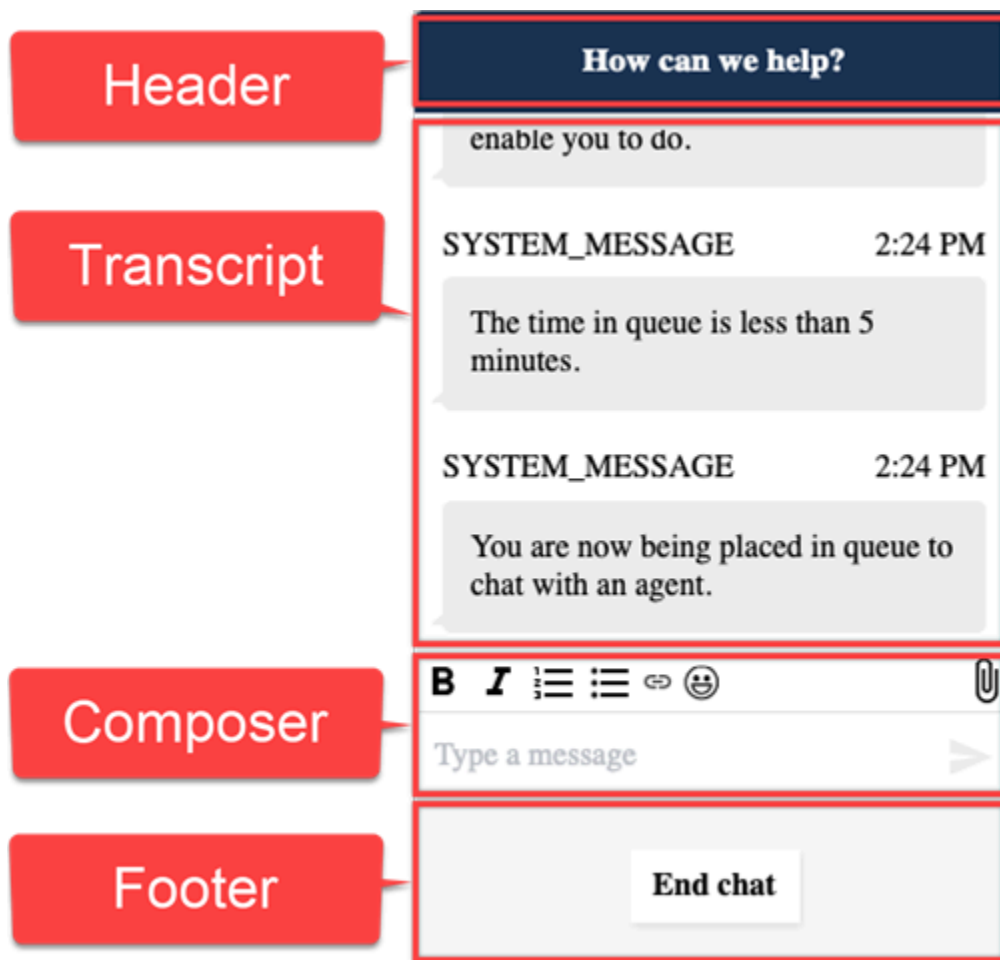 Header
How can we help?
enable you to do.
Transcript
SYSTEM_MESSAGE 2:24 PM
The time in queue is less than 5
minutes.
SYSTEM_MESSAGE 2:24 PM
You are now being placed in queue to
chat with an agent.
Composer
B I
Type a message
Footer
End chat